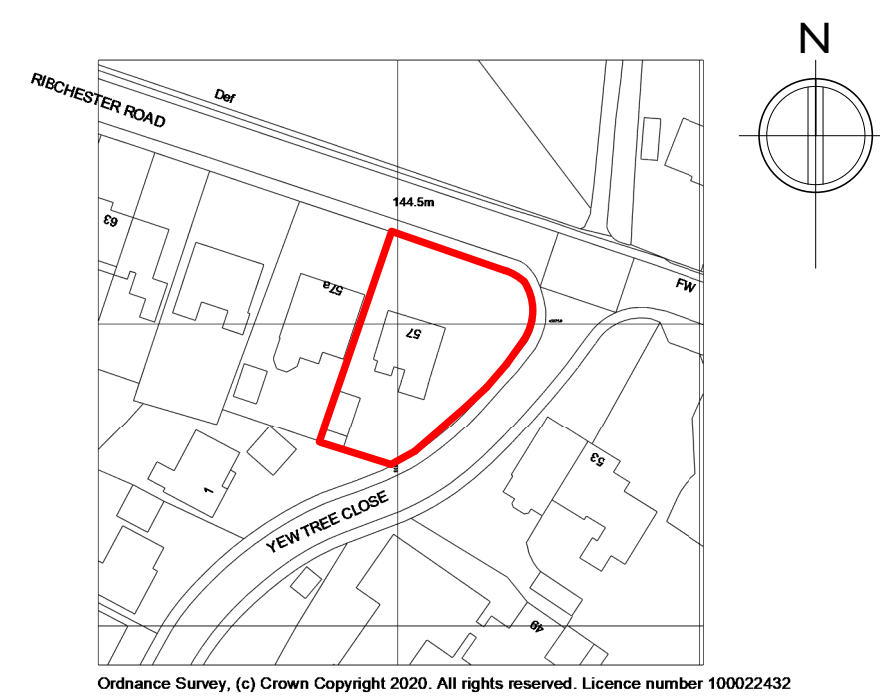 N
RIBCHESTER ROAD
Def
144.5m
63
57a
FW
57
53
1
YEW TREE CLOSE
49
Ordnance Survey, (c) Crown Copyright 2020. All rights reserved. Licence number 100022432